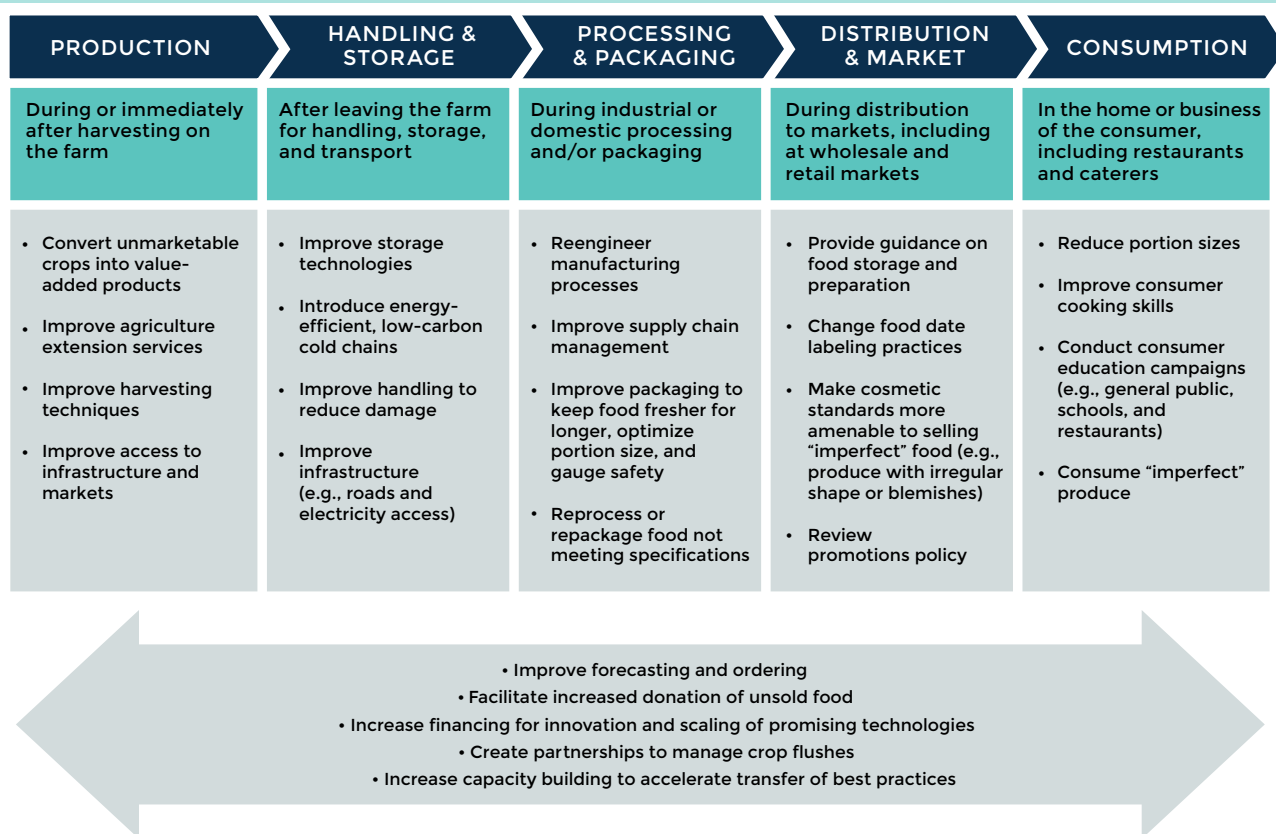 PRODUCTION
HANDLING &
STORAGE
PROCESSING
& PACKAGING
DISTRIBUTION
& MARKET
CONSUMPTION
During or immediately
after harvesting on
the farm
After leaving the farm
for handling, storage,
and transport
During industrial or
domestic processing
and/or packaging
During distribution
to markets, including
at wholesale and
retail markets
In the home or business
of the consumer,
including restaurants
and caterers
• Convert unmarketable
crops into value-
added products
• Improve agriculture
extension services
• Improve harvesting
techniques
• Improve access to
infrastructure and
markets
• Improve storage
technologies
• Introduce energy-
efficient, low-carbon
cold chains
• Improve handling to
reduce damage
• Improve
infrastructure
(e.g., roads and
electricity access)
• Reengineer
manufacturing
processes
• Improve supply chain
management
• Improve packaging to
keep food fresher for
longer, optimize
portion size, and
gauge safety
• Reprocess or
repackage food not
meeting specifications
• Provide guidance on
food storage and
preparation
• Change food date
labeling practices
• Make cosmetic
standards more
amenable to selling
“imperfect” food (e.g.,
produce with irregular
shape or blemishes)
• Review
promotions policy
• Reduce portion sizes
• Improve consumer
cooking skills
• Conduct consumer
education campaigns
(e.g., general public,
schools, and
restaurants)
• Consume “imperfect”
produce
• Improve forecasting and ordering
• Facilitate increased donation of unsold food
• Increase financing for innovation and scaling of promising technologies
• Create partnerships to manage crop flushes
• Increase capacity building to accelerate transfer of best practices